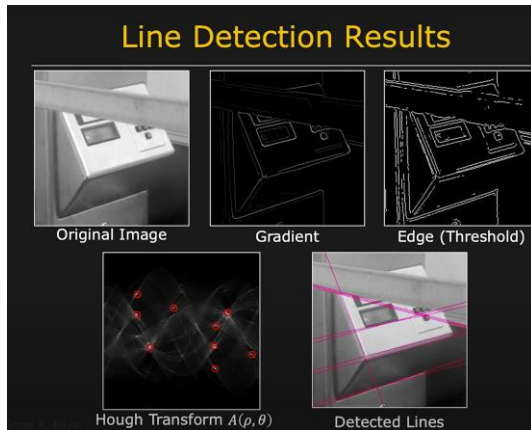 Line Detection Results
Original Image
Gradient
Edge (Threshold)
Hough Transform A(ρ, θ)
Detected Lines